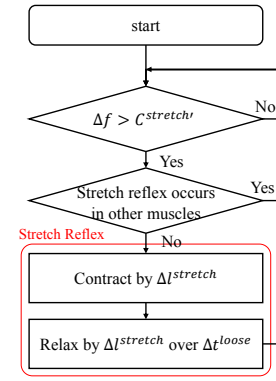 start
Δf > C^{stretch′}
No
Yes
Stretch reflex occurs
in other muscles
Yes
Stretch Reflex
No
Contract by Δl^{stretch}
Relax by Δl^{stretch} over Δt^{loose}